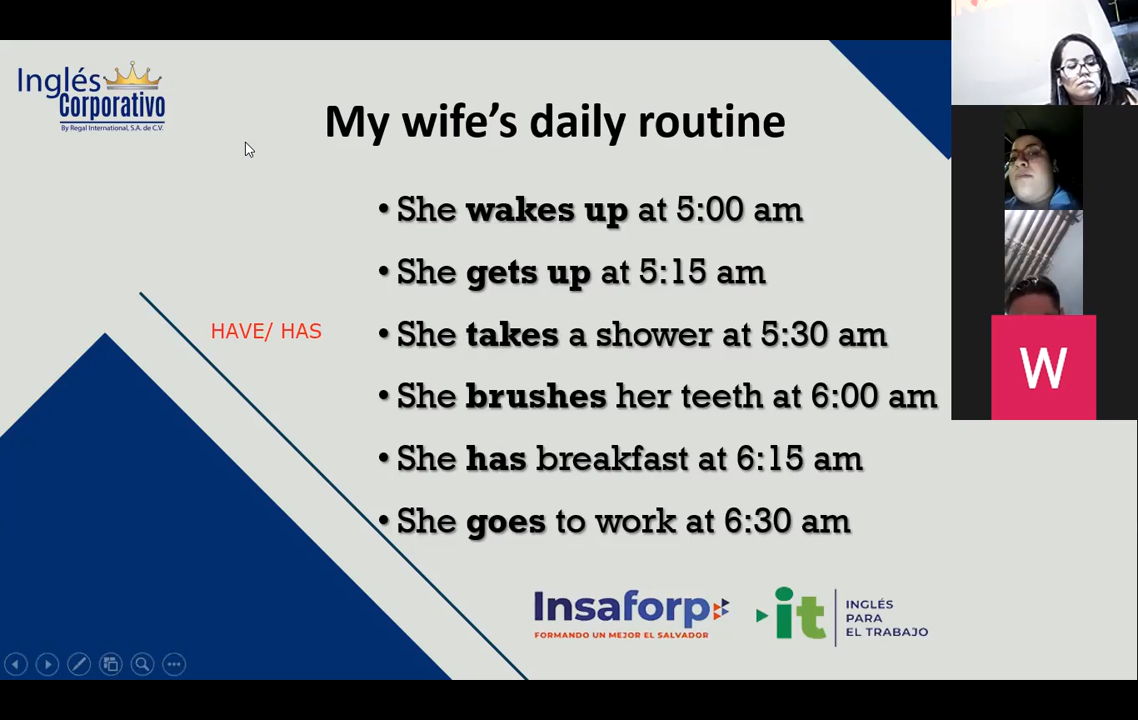 Inglés
Corporativo
By Regal International, S.A. de C.V.
My wife's daily routine
• She wakes up at 5:00 am
• She gets up at 5:15 am
HAVE/ HAS
• She takes a shower at 5:30 am
• She brushes her teeth at 6:00 am
• She has breakfast at 6:15 am
• She goes to work at 6:30 am
W
Insaforp
FORMANDO UN MEJOR EL SALVADOR
it
INGLÉS
PARA
EL TRABAJO